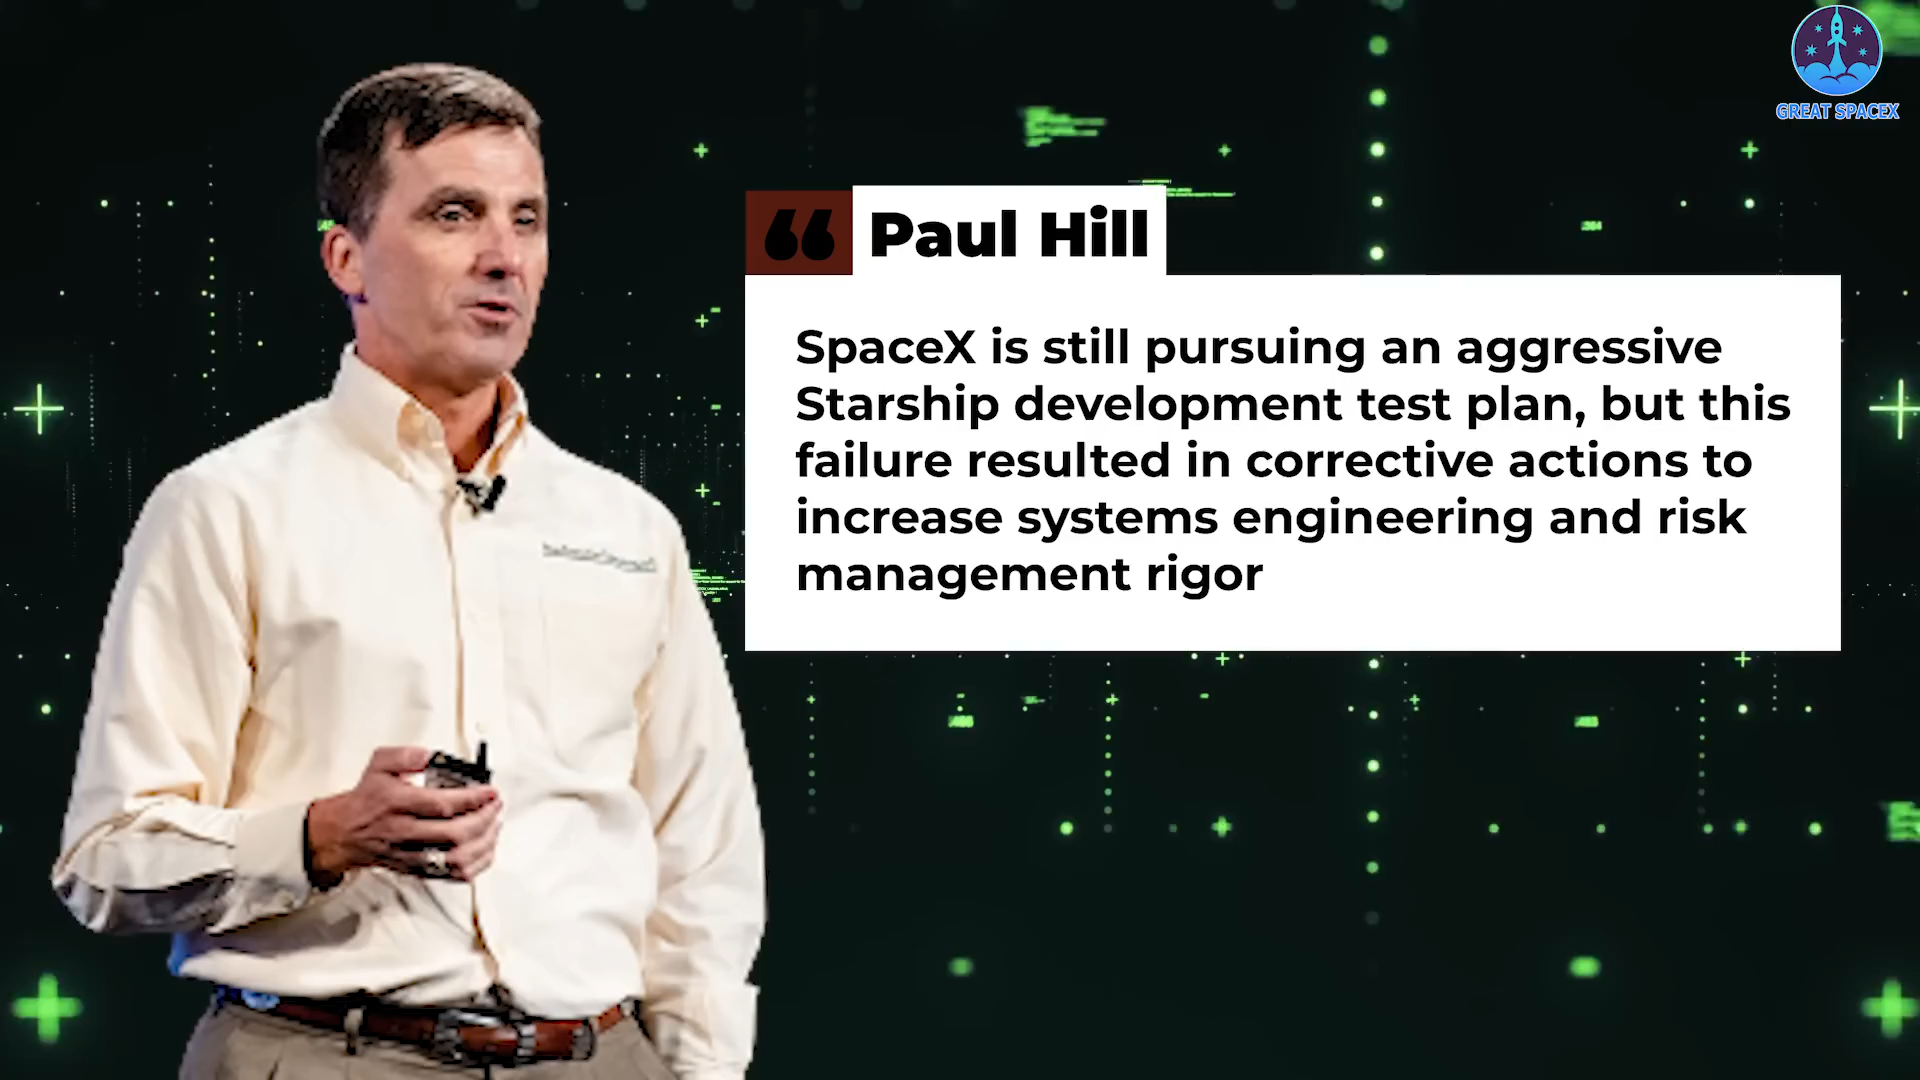 GREAT SPACEX
Paul Hill
SpaceX is still pursuing an aggressive
Starship development test plan, but this
failure resulted in corrective actions to
increase systems engineering and risk
management rigor